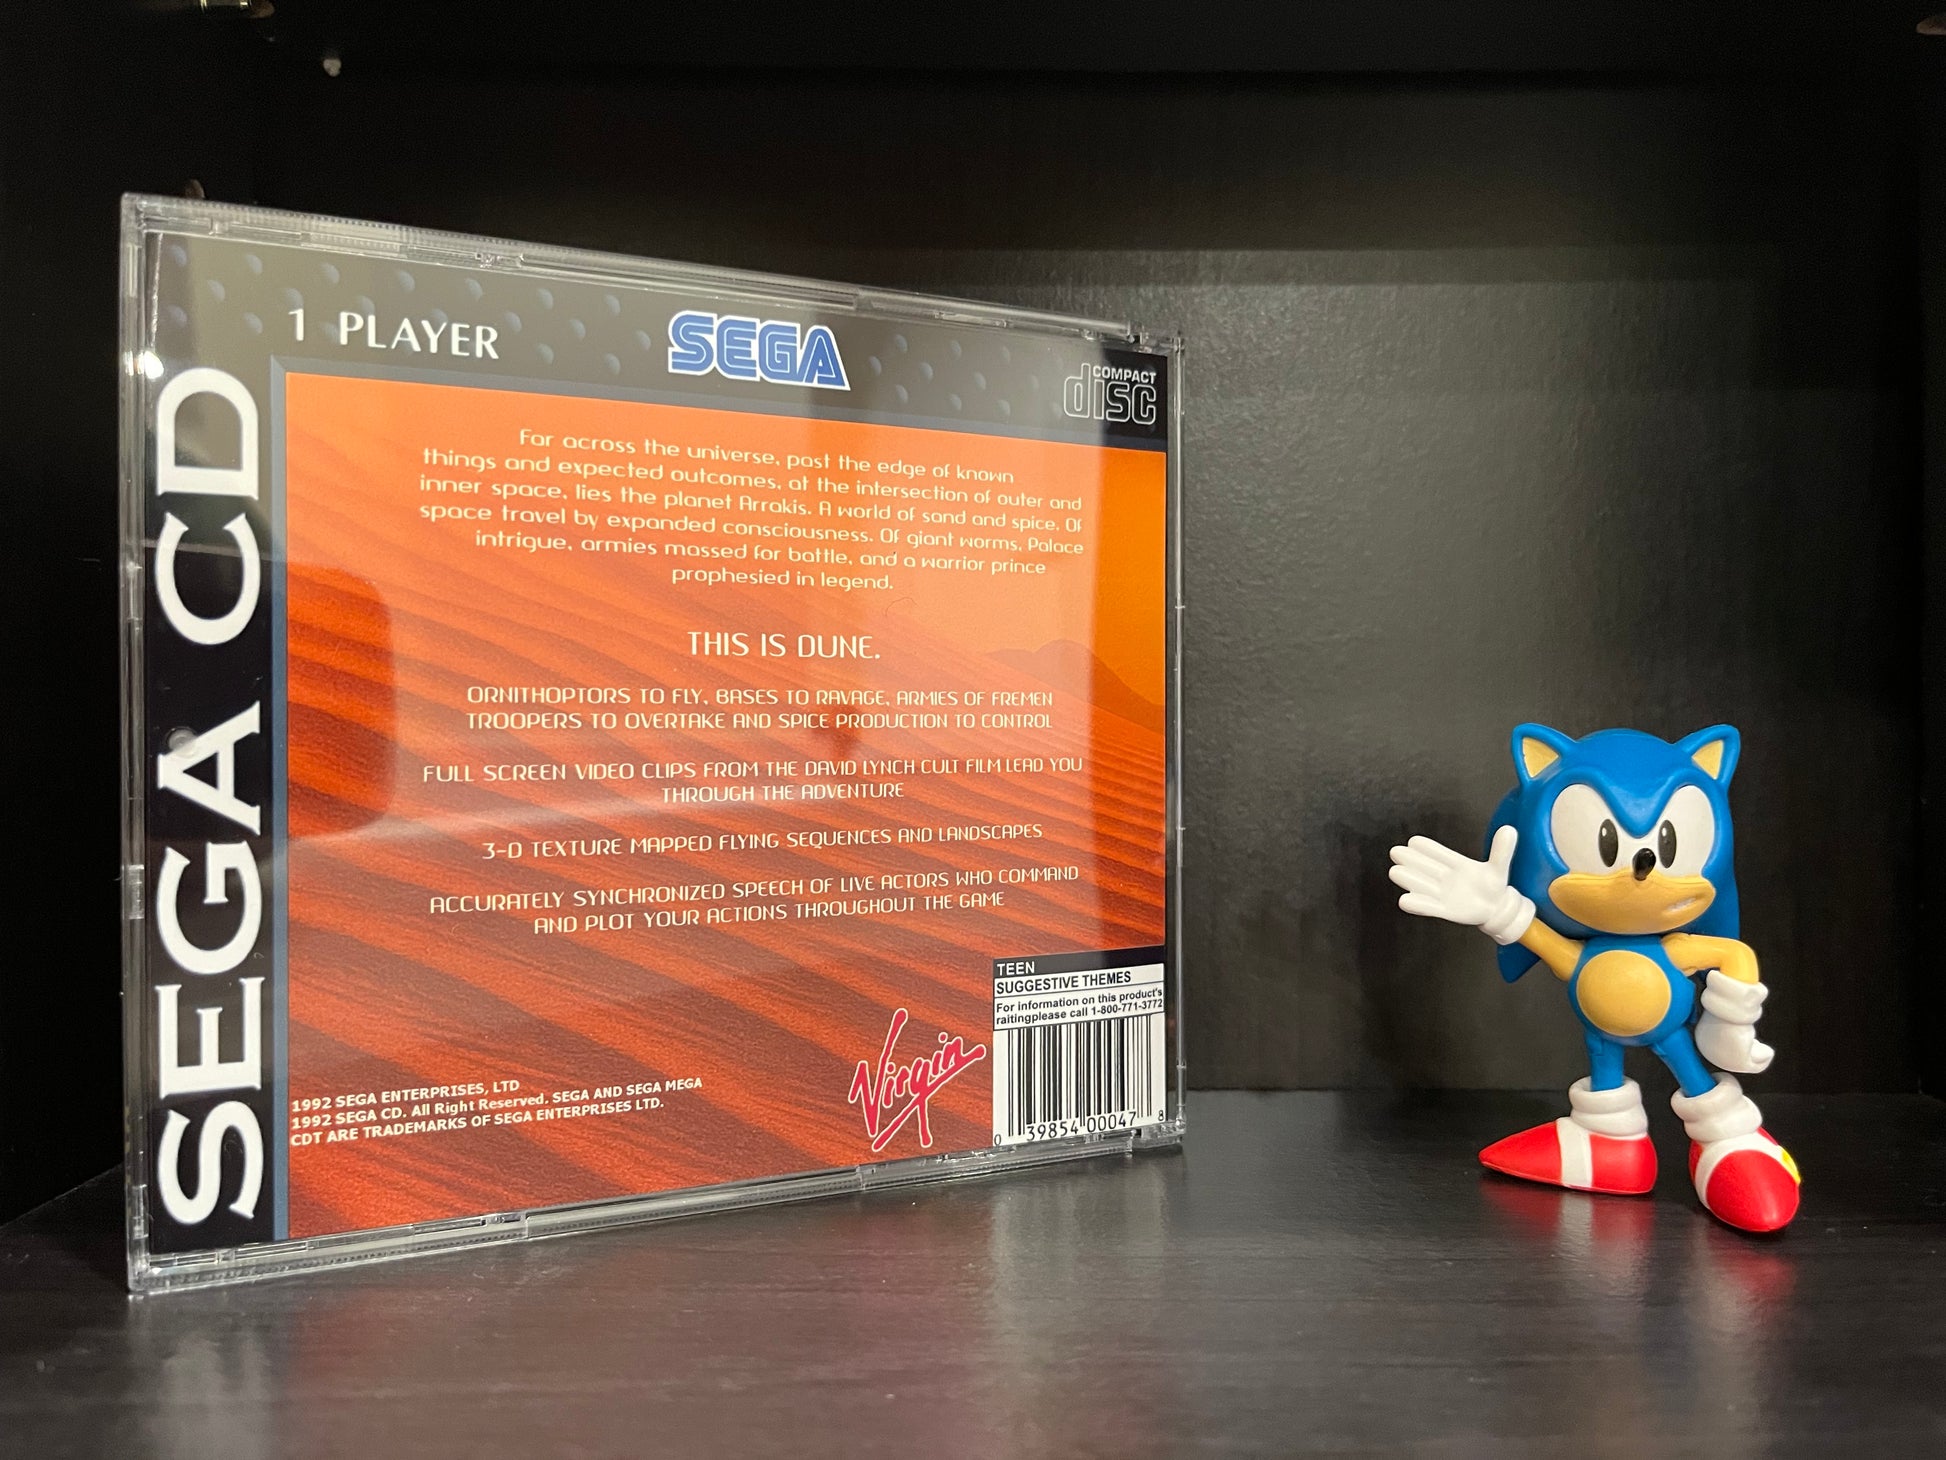 1 PLAYER
SEGA
COMPACT
disc
SEGA CD
Far across the universe, past the edge of known
things and expected outcomes, at the intersection of outer and
inner space, lies the planet Arrakis. A world of sand and spice. Of
space travel by expanded consciousness. Of giant worms, Palace
intrigue, armies massed for battle, and a warrior prince
prophesied in legend.
THIS IS DUNE.
ORNITHOPTORS TO FLY, BASES TO RAVAGE, ARMIES OF FREMEN
TROOPERS TO OVERTAKE AND SPICE PRODUCTION TO CONTROL
FULL SCREEN VIDEO CLIPS FROM THE DAVID LYNCH CULT FILM LEAD YOU
THROUGH THE ADVENTURE
3-D TEXTURE MAPPED FLYING SEQUENCES AND LANDSCAPES
ACCURATELY SYNCHRONIZED SPEECH OF LIVE ACTORS WHO COMMAND
AND PLOT YOUR ACTIONS THROUGHOUT THE GAME
TEEN
SUGGESTIVE THEMES
For information on this product's
raitingplease call 1-800-771-3772
0 39854 00047 8
Virgin
1992 SEGA ENTERPRISES, LTD
1992 SEGA CD. All Right Reserved. SEGA AND SEGA MEGA
CDT ARE TRADEMARKS OF SEGA ENTERPRISES LTD.